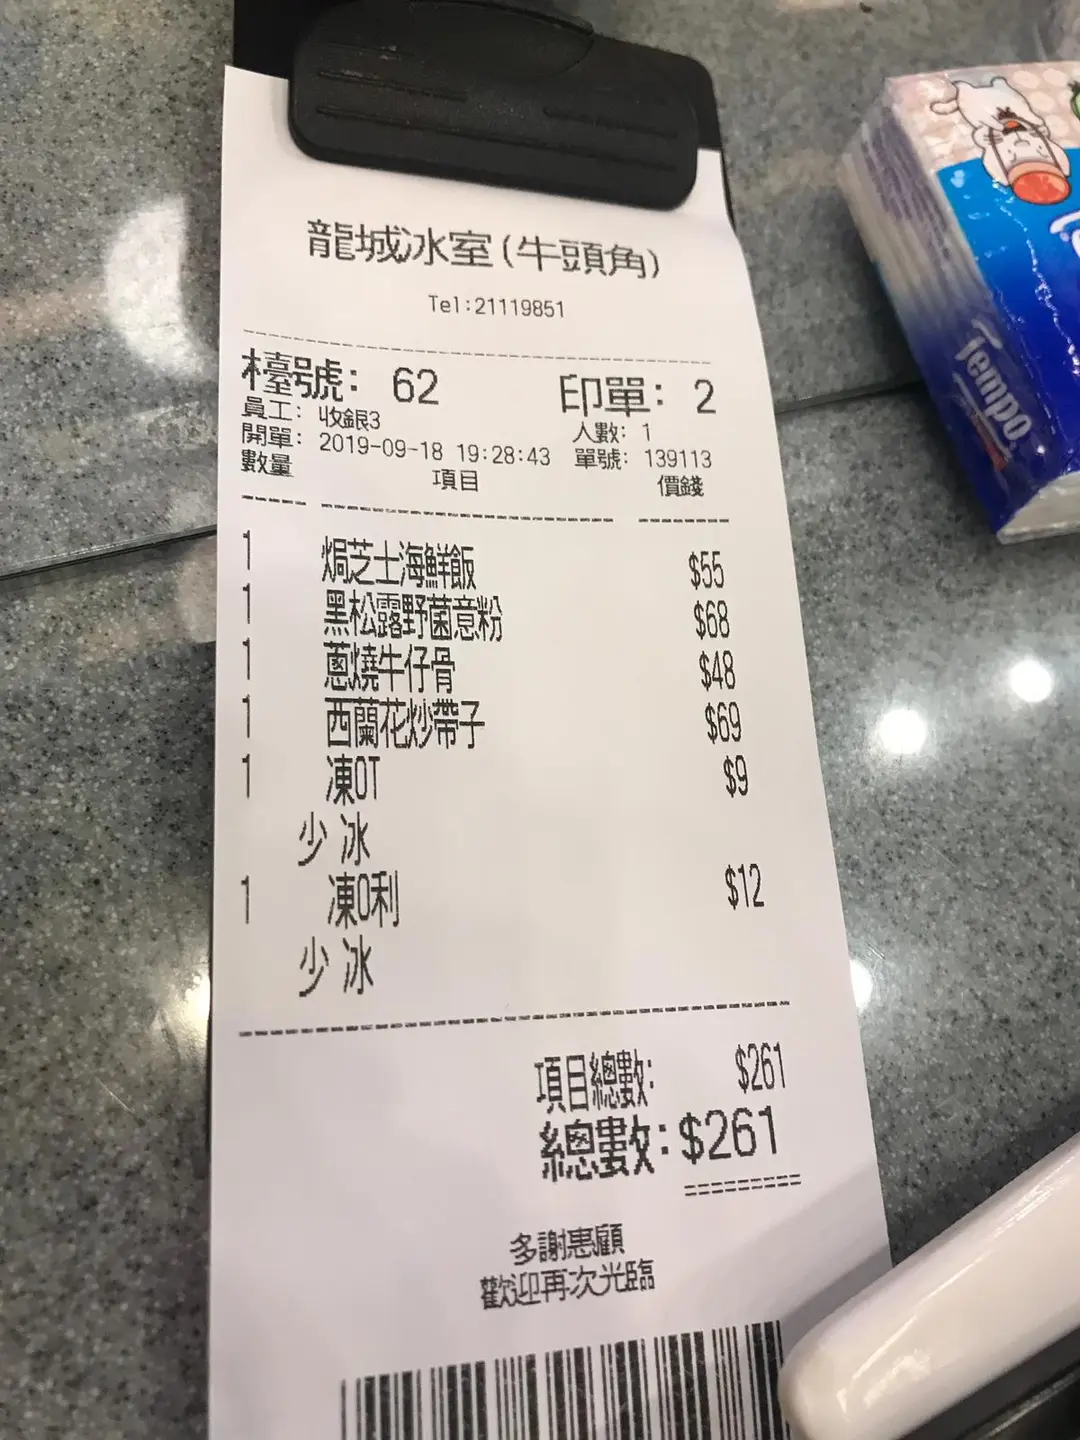 龍城冰室(牛頭角)
Tel:21119851
檯號: 62 印單: 2
員工: 收銀3 人數: 1
開單: 2019-09-18 19:28:43 單號: 139113
數量 項目 價錢
1 焗芝士海鮮飯 $55
1 黑松露野菌意粉 $68
1 蔥燒牛仔骨 $48
1 西蘭花炒帶子 $69
1 凍OT $9
少冰
1 凍O利 $12
少冰
項目總數: $261
總數: $261
=========
多謝惠顧
歡迎再次光臨
Tempo